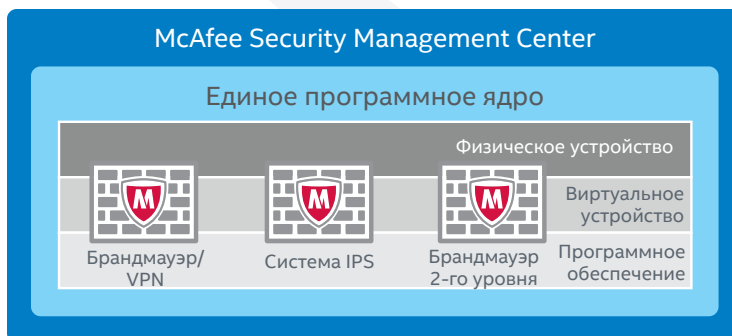 McAfee Security Management Center
Единое программное ядро
Физическое устройство
Виртуальное
устройство
Брандмауэр/
VPN
Система IPS
Брандмауэр
2-го уровня
Программное
обеспечение